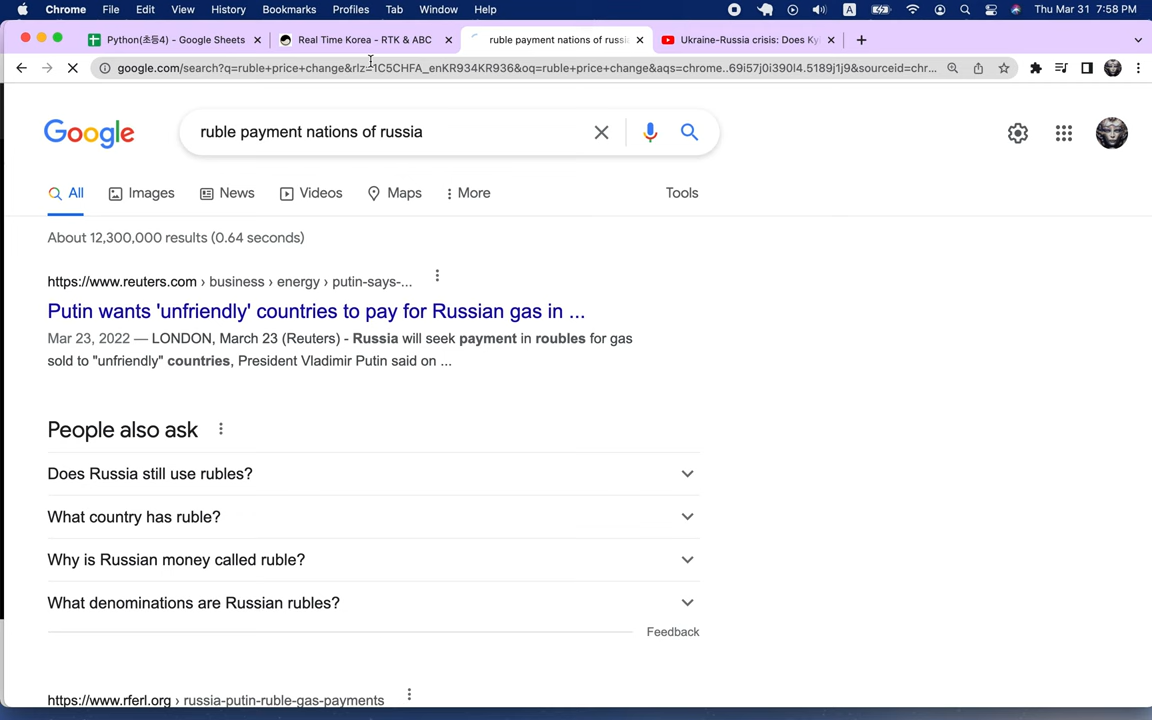 Chrome File Edit View History Bookmarks Profiles Tab Window Help A Thu Mar 31 7:58 PM
Python(초등4) - Google Sheets Real Time Korea - RTK & ABC ruble payment nations of russi Ukraine-Russia crisis: Does Ky
google.com/search?q=ruble+price+change&rlz=1C5CHFA_enKR934KR936&oq=ruble+price+change&aqs=chrome..69i57j0i390l4.5189j1j9&sourceid=chr...
Google ruble payment nations of russia
All Images News Videos Maps More Tools
About 12,300,000 results (0.64 seconds)
https://www.reuters.com › business › energy › putin-says-...
Putin wants 'unfriendly' countries to pay for Russian gas in ...
Mar 23, 2022 — LONDON, March 23 (Reuters) - Russia will seek payment in roubles for gas
sold to "unfriendly" countries, President Vladimir Putin said on ...
People also ask
Does Russia still use rubles?
What country has ruble?
Why is Russian money called ruble?
What denominations are Russian rubles?
Feedback
https://www.rferl.org › russia-putin-ruble-gas-payments